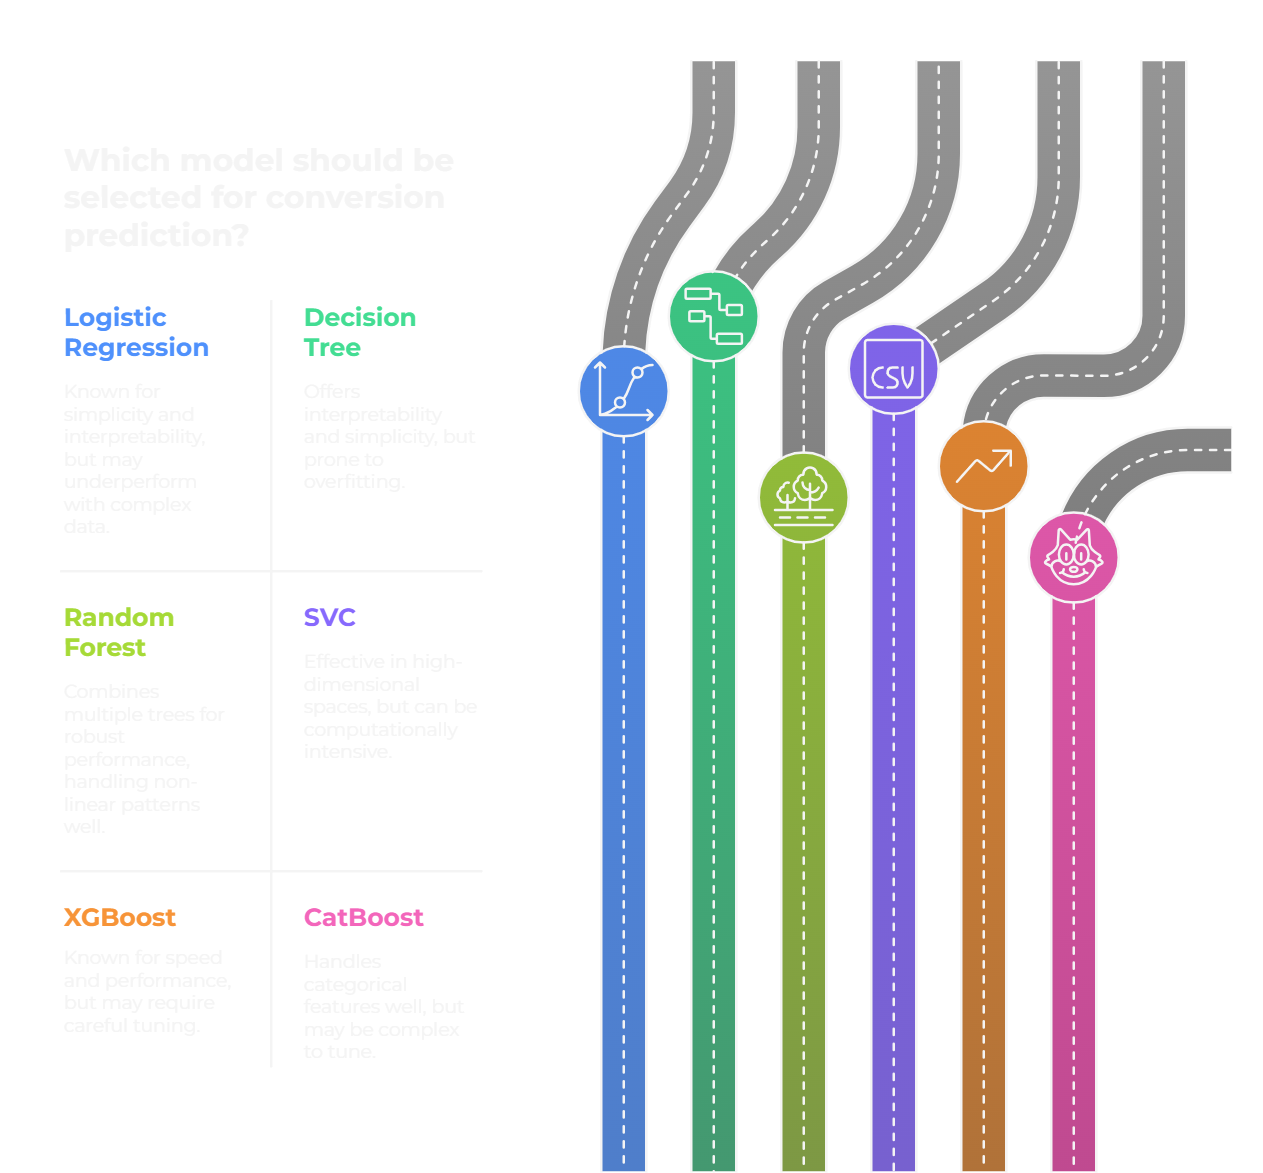 Which model should be
selected for conversion
prediction?
Logistic
Regression
Known for
simplicity and
interpretability,
but may
underperform
with complex
data.
Decision
Tree
Offers
interpretability
and simplicity, but
prone to
overfitting.
Random
Forest
Combines
multiple trees for
robust
performance,
handling non-
linear patterns
well.
SVC
Effective in high-
dimensional
spaces, but can be
computationally
intensive.
XGBoost
Known for speed
and performance,
but may require
careful tuning.
CatBoost
Handles
categorical
features well, but
may be complex
to tune.
CSV